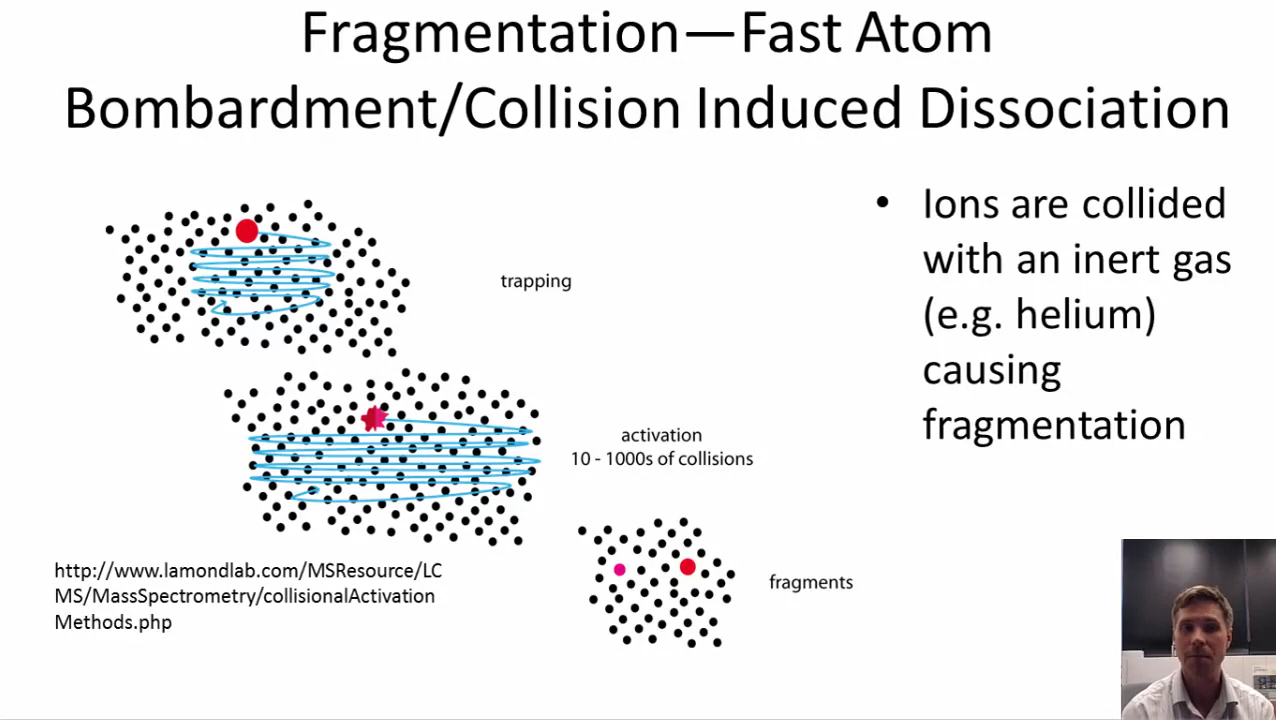 Fragmentation—Fast Atom
Bombardment/Collision Induced Dissociation
trapping
activation
10 - 1000s of collisions
fragments
• Ions are collided
with an inert gas
(e.g. helium)
causing
fragmentation
http://www.lamondlab.com/MSResource/LC
MS/MassSpectrometry/collisionalActivation
Methods.php